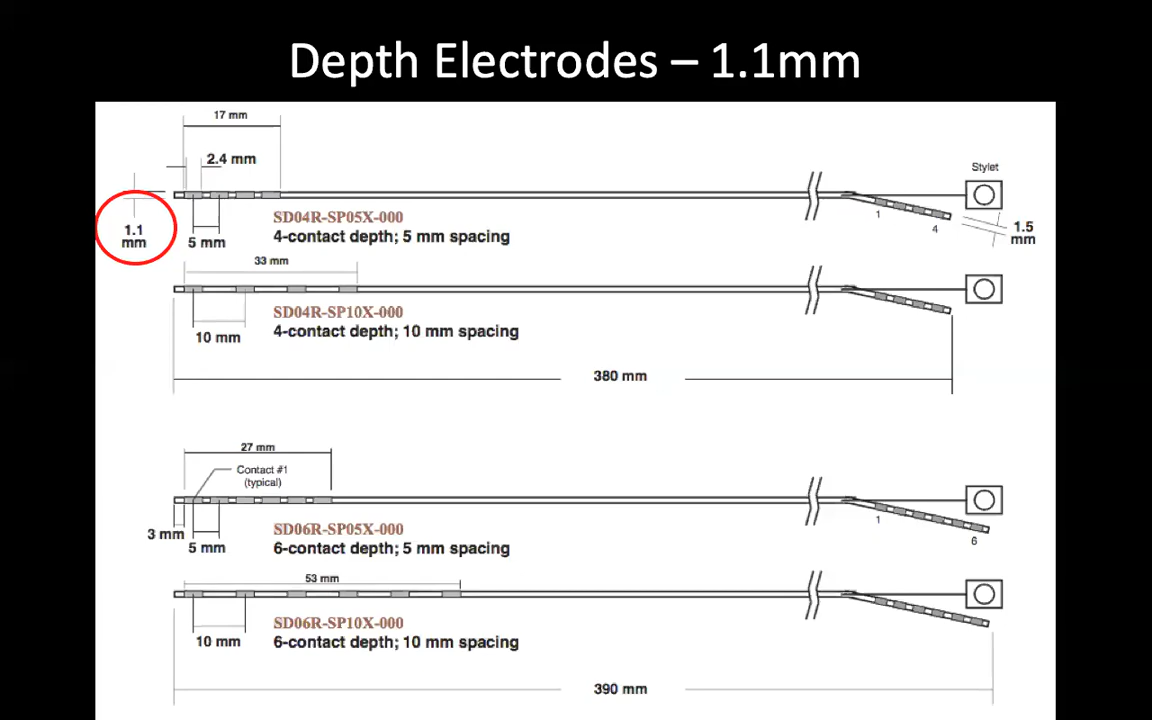 Depth Electrodes – 1.1mm
17 mm
2.4 mm
Stylet
1.1
mm
5 mm
SD04R-SP05X-000
4-contact depth; 5 mm spacing
1
4
1.5
mm
33 mm
10 mm
SD04R-SP10X-000
4-contact depth; 10 mm spacing
380 mm
27 mm
Contact #1
(typical)
3 mm
5 mm
SD06R-SP05X-000
6-contact depth; 5 mm spacing
1
6
53 mm
10 mm
SD06R-SP10X-000
6-contact depth; 10 mm spacing
390 mm